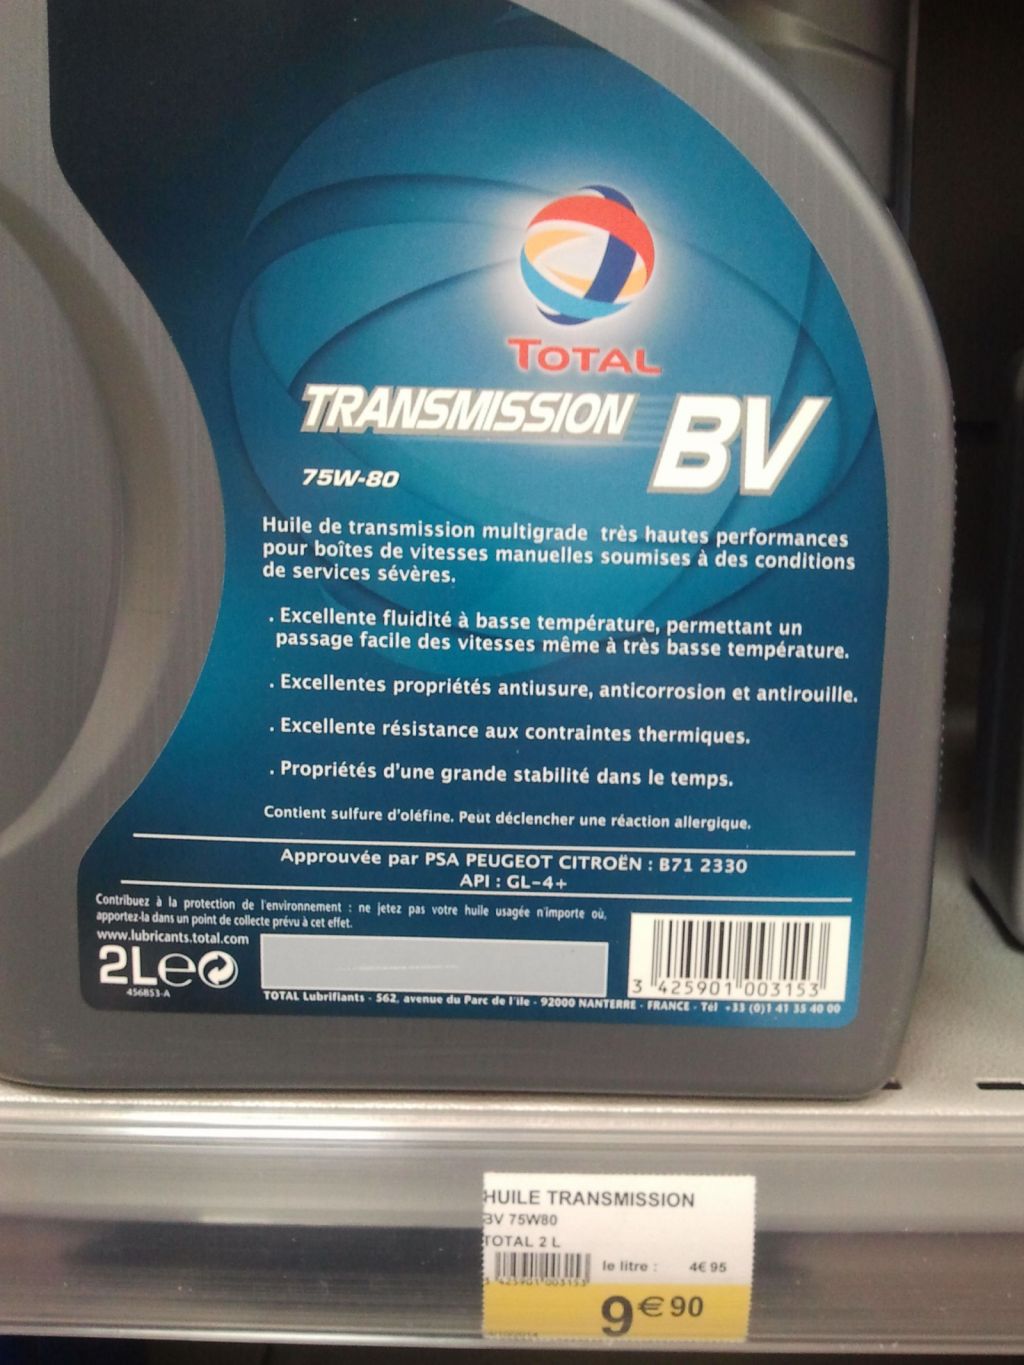 TOTAL
TRANSMISSION BV
75W-80
Huile de transmission multigrade très hautes performances
pour boîtes de vitesses manuelles soumises à des conditions
de services sévères.
. Excellente fluidité à basse température, permettant un
passage facile des vitesses même à très basse température.
. Excellentes propriétés antiusure, anticorrosion et antirouille.
. Excellente résistance aux contraintes thermiques.
. Propriétés d'une grande stabilité dans le temps.
Contient sulfure d'oléfine. Peut déclencher une réaction allergique.
Approuvée par PSA PEUGEOT CITROËN : B71 2330
API : GL-4+
Contribuez à la protection de l'environnement : ne jetez pas votre huile usagée n'importe où,
apportez-la dans un point de collecte prévu à cet effet.
www.lubricants.total.com
2L e
456853-A
3 425901 003153
TOTAL Lubrifiants - 562, avenue du Parc de l'île - 92000 NANTERRE - FRANCE - Tél +33 (0)1 41 35 40 00
HUILE TRANSMISSION
BV 75W80
TOTAL 2 L
le litre : 4€95
3 425901 003153
9€90